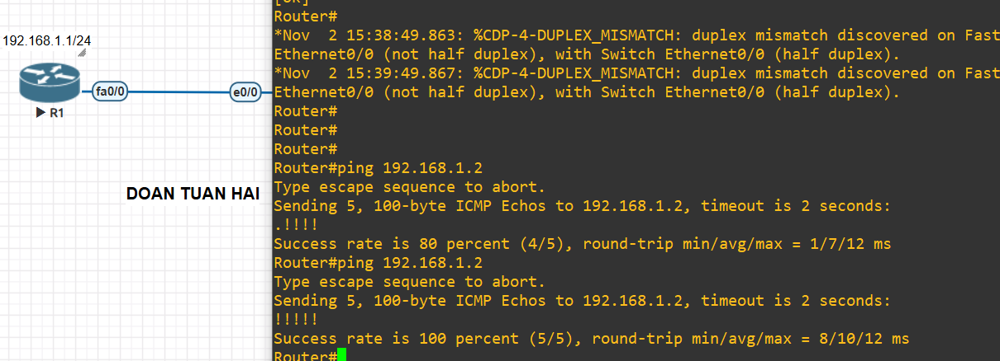 192.168.1.1/24
fa0/0
e0/0
R1
DOAN TUAN HAI
[OK]
Router#
*Nov  2 15:38:49.863: %CDP-4-DUPLEX_MISMATCH: duplex mismatch discovered on Fast
Ethernet0/0 (not half duplex), with Switch Ethernet0/0 (half duplex).
*Nov  2 15:39:49.867: %CDP-4-DUPLEX_MISMATCH: duplex mismatch discovered on Fast
Ethernet0/0 (not half duplex), with Switch Ethernet0/0 (half duplex).
Router#
Router#
Router#
Router#ping 192.168.1.2
Type escape sequence to abort.
Sending 5, 100-byte ICMP Echos to 192.168.1.2, timeout is 2 seconds:
.!!!!
Success rate is 80 percent (4/5), round-trip min/avg/max = 1/7/12 ms
Router#ping 192.168.1.2
Type escape sequence to abort.
Sending 5, 100-byte ICMP Echos to 192.168.1.2, timeout is 2 seconds:
!!!!!
Success rate is 100 percent (5/5), round-trip min/avg/max = 8/10/12 ms
Router#